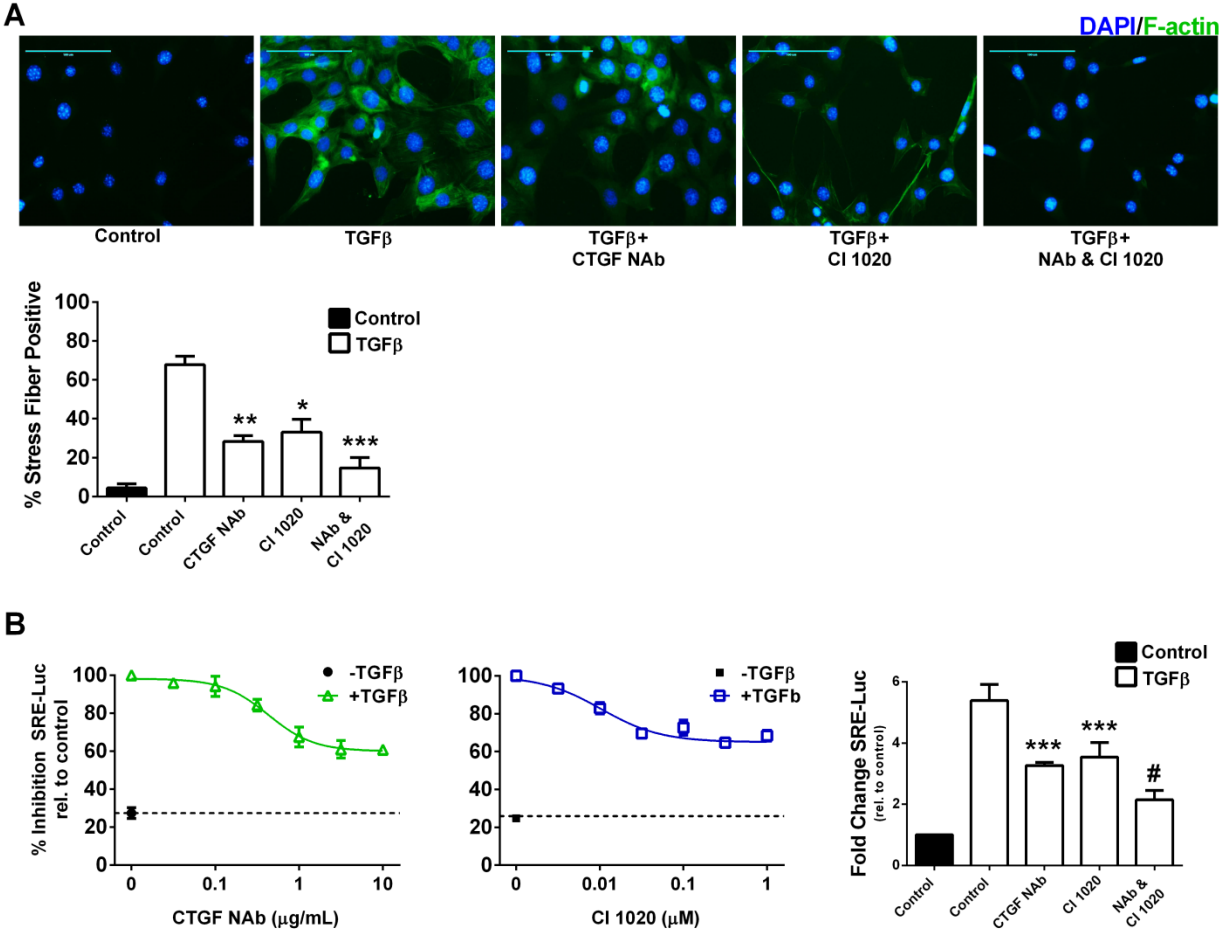 A
DAPI/F-actin
Control
TGFβ
TGFβ+
CTGF NAb
TGFβ+
CI 1020
TGFβ+
NAb & CI 1020
% Stress Fiber Positive
100
80
60
40
20
0
Control
TGFβ
**
*
***
Control
Control
CTGF NAb
CI 1020
NAb &
CI 1020
B
% Inhibition SRE-Luc
rel. to control
100
80
60
40
20
0
-TGFβ
+TGFβ
0 0.1 1 10
CTGF NAb (μg/mL)
100
80
60
40
20
0
-TGFβ
+TGFb
0 0.01 0.1 1
CI 1020 (μM)
Fold Change SRE-Luc
(rel. to control)
6
4
2
0
Control
TGFβ
***
***
#
Control
Control
CTGF NAb
CI 1020
NAb &
CI 1020